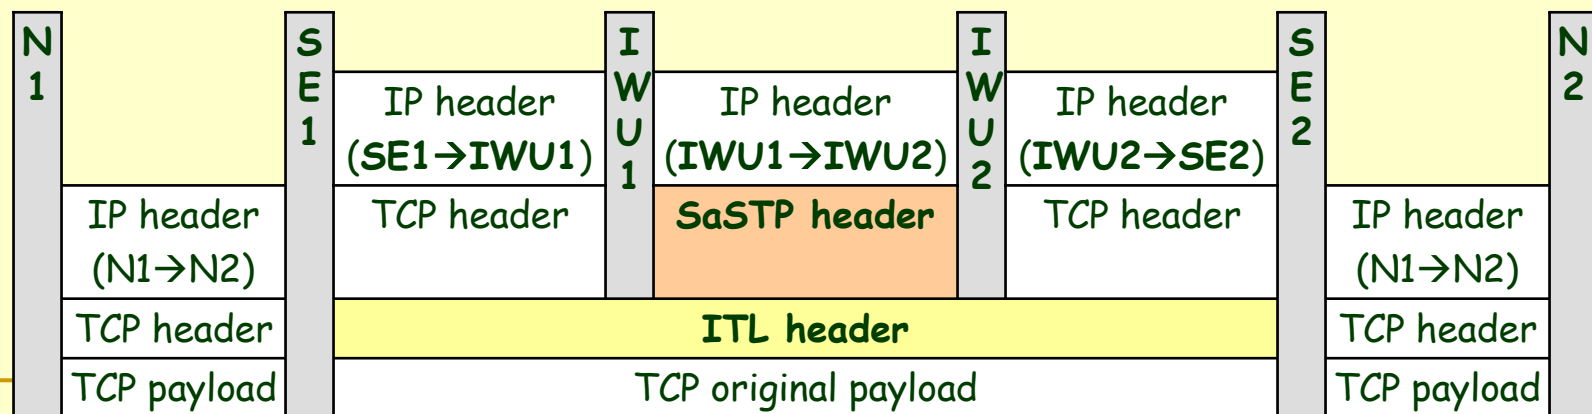 N
1
S
E
1
I
W
U
1
I
W
U
2
S
E
2
N
2
IP header
(SE1→IWU1)
IP header
(IWU1→IWU2)
IP header
(IWU2→SE2)
IP header
(N1→N2)
TCP header
SaSTP header
TCP header
IP header
(N1→N2)
TCP header
ITL header
TCP header
TCP payload
TCP original payload
TCP payload